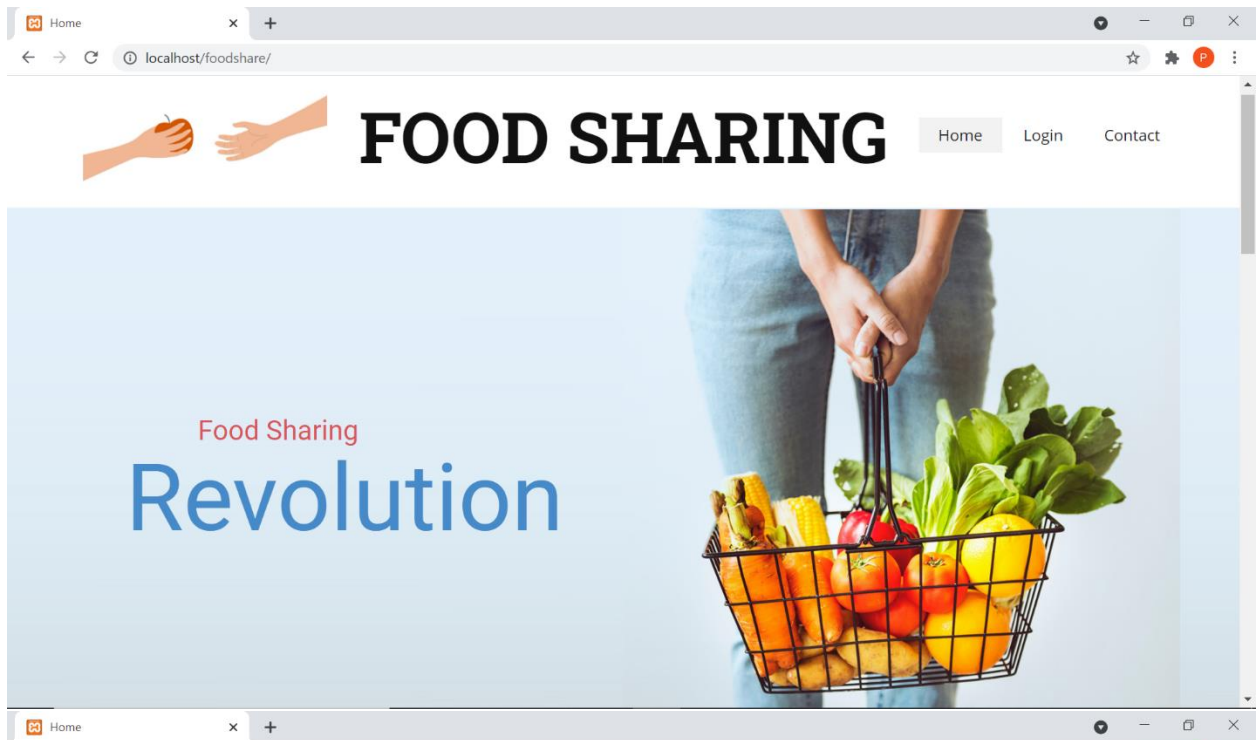 Home
localhost/foodshare/
P
FOOD SHARING
Home Login Contact
Food Sharing
Revolution
Home